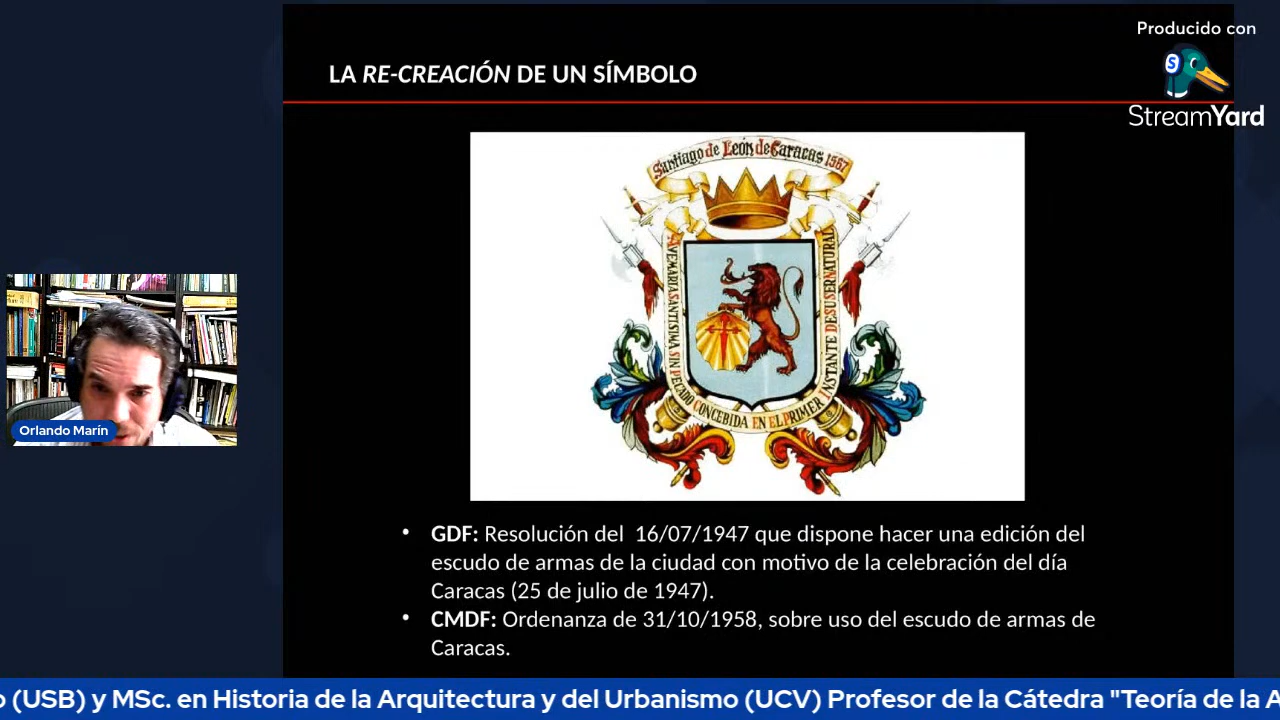 Producido con
StreamYard
LA RE-CREACIÓN DE UN SÍMBOLO
Santiago de León de Caracas 1567
AVE MARIA SANTISIMA SIN PECADO CONCEBIDA EN EL PRIMER INSTANTE DE SU SER NATURAL
Orlando Marín
• GDF: Resolución del 16/07/1947 que dispone hacer una edición del
escudo de armas de la ciudad con motivo de la celebración del día
Caracas (25 de julio de 1947).
• CMDF: Ordenanza de 31/10/1958, sobre uso del escudo de armas de
Caracas.
o (USB) y MSc. en Historia de la Arquitectura y del Urbanismo (UCV) Profesor de la Cátedra "Teoría de la A